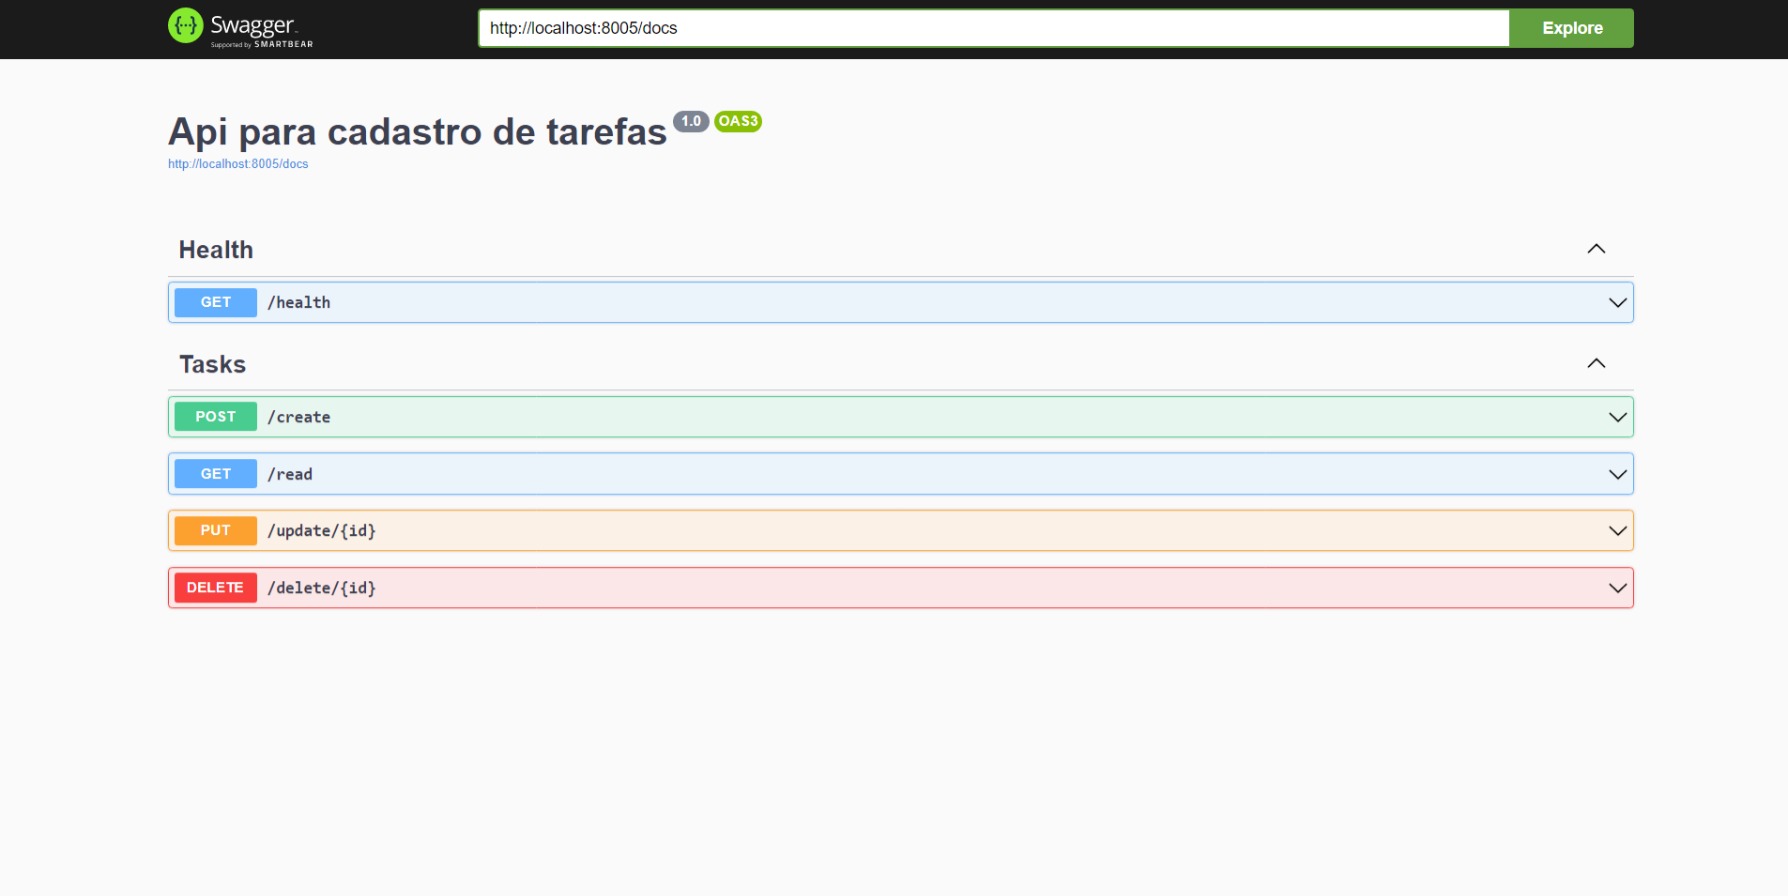 Swagger
Supported by SMARTBEAR
http://localhost:8005/docs
Explore
Api para cadastro de tarefas 1.0 OAS3
http://localhost:8005/docs
Health
GET /health
Tasks
POST /create
GET /read
PUT /update/{id}
DELETE /delete/{id}